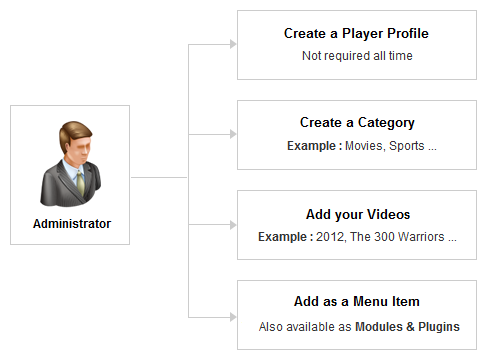 Create a Player Profile
Not required all time
Create a Category
Example : Movies, Sports ...
Administrator
Add your Videos
Example : 2012, The 300 Warriors ...
Add as a Menu Item
Also available as Modules & Plugins